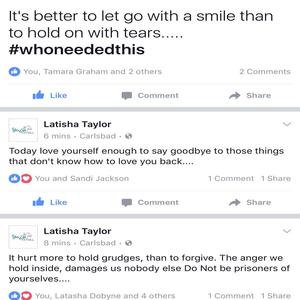 It's better to let go with a smile than
to hold on with tears.....
#whoneededthis
You, Tamara Graham and 2 others 2 Comments
Like Comment Share
Latisha Taylor
6 mins · Carlsbad ·
Today love yourself enough to say goodbye to those things
that don't know how to love you back....
You and Sandi Jackson 1 Comment 1 Share
Like Comment Share
Latisha Taylor
8 mins · Carlsbad ·
It hurt more to hold grudges, than to forgive. The anger we
hold inside, damages us nobody else Do Not be prisoners of
yourselves....
You, Latasha Dobyne and 4 others 1 Comment 1 Share